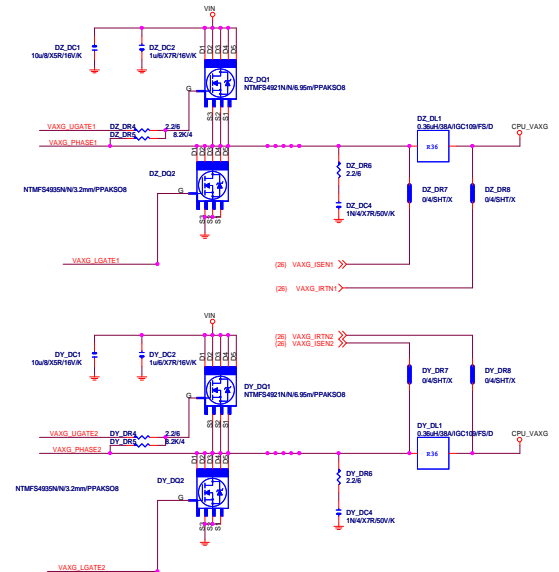 VIN
DZ_DC1
10u/8/X5R/16V/K
DZ_DC2
1u/6/X7R/16V/K
D1 D2 D3 D4 D5
DZ_DQ1
NTMFS4921N/N/6.95m/PPAKSO8
G
S3 S2 S1
VAXG_UGATE1
DZ_DR4 2.2/6
DZ_DR5 8.2K/4
VAXG_PHASE1
DZ_DL1
0.36uH/38A/IGC109/FS/D
R36
CPU_VAXG
D1 D2 D3 D4 D5
DZ_DQ2
NTMFS4935N/N/3.2mm/PPAKSO8
G
S3 S2 S1
DZ_DR6
2.2/6
DZ_DC4
1N/4/X7R/50V/K
DZ_DR7
0/4/SHT/X
DZ_DR8
0/4/SHT/X
VAXG_LGATE1
(26) VAXG_ISEN1
(26) VAXG_IRTN1
VIN
DY_DC1
10u/8/X5R/16V/K
DY_DC2
1u/6/X7R/16V/K
D1 D2 D3 D4 D5
(26) VAXG_IRTN2
(26) VAXG_ISEN2
DY_DQ1
NTMFS4921N/N/6.95m/PPAKSO8
G
S3 S2 S1
DY_DR7
0/4/SHT/X
DY_DR8
0/4/SHT/X
VAXG_UGATE2
DY_DR4 2.2/6
DY_DR5 8.2K/4
VAXG_PHASE2
DY_DL1
0.36uH/38A/IGC109/FS/D
R36
CPU_VAXG
D1 D2 D3 D4 D5
DY_DQ2
NTMFS4935N/N/3.2mm/PPAKSO8
G
S3 S2 S1
DY_DR6
2.2/6
DY_DC4
1N/4/X7R/50V/K
VAXG_LGATE2